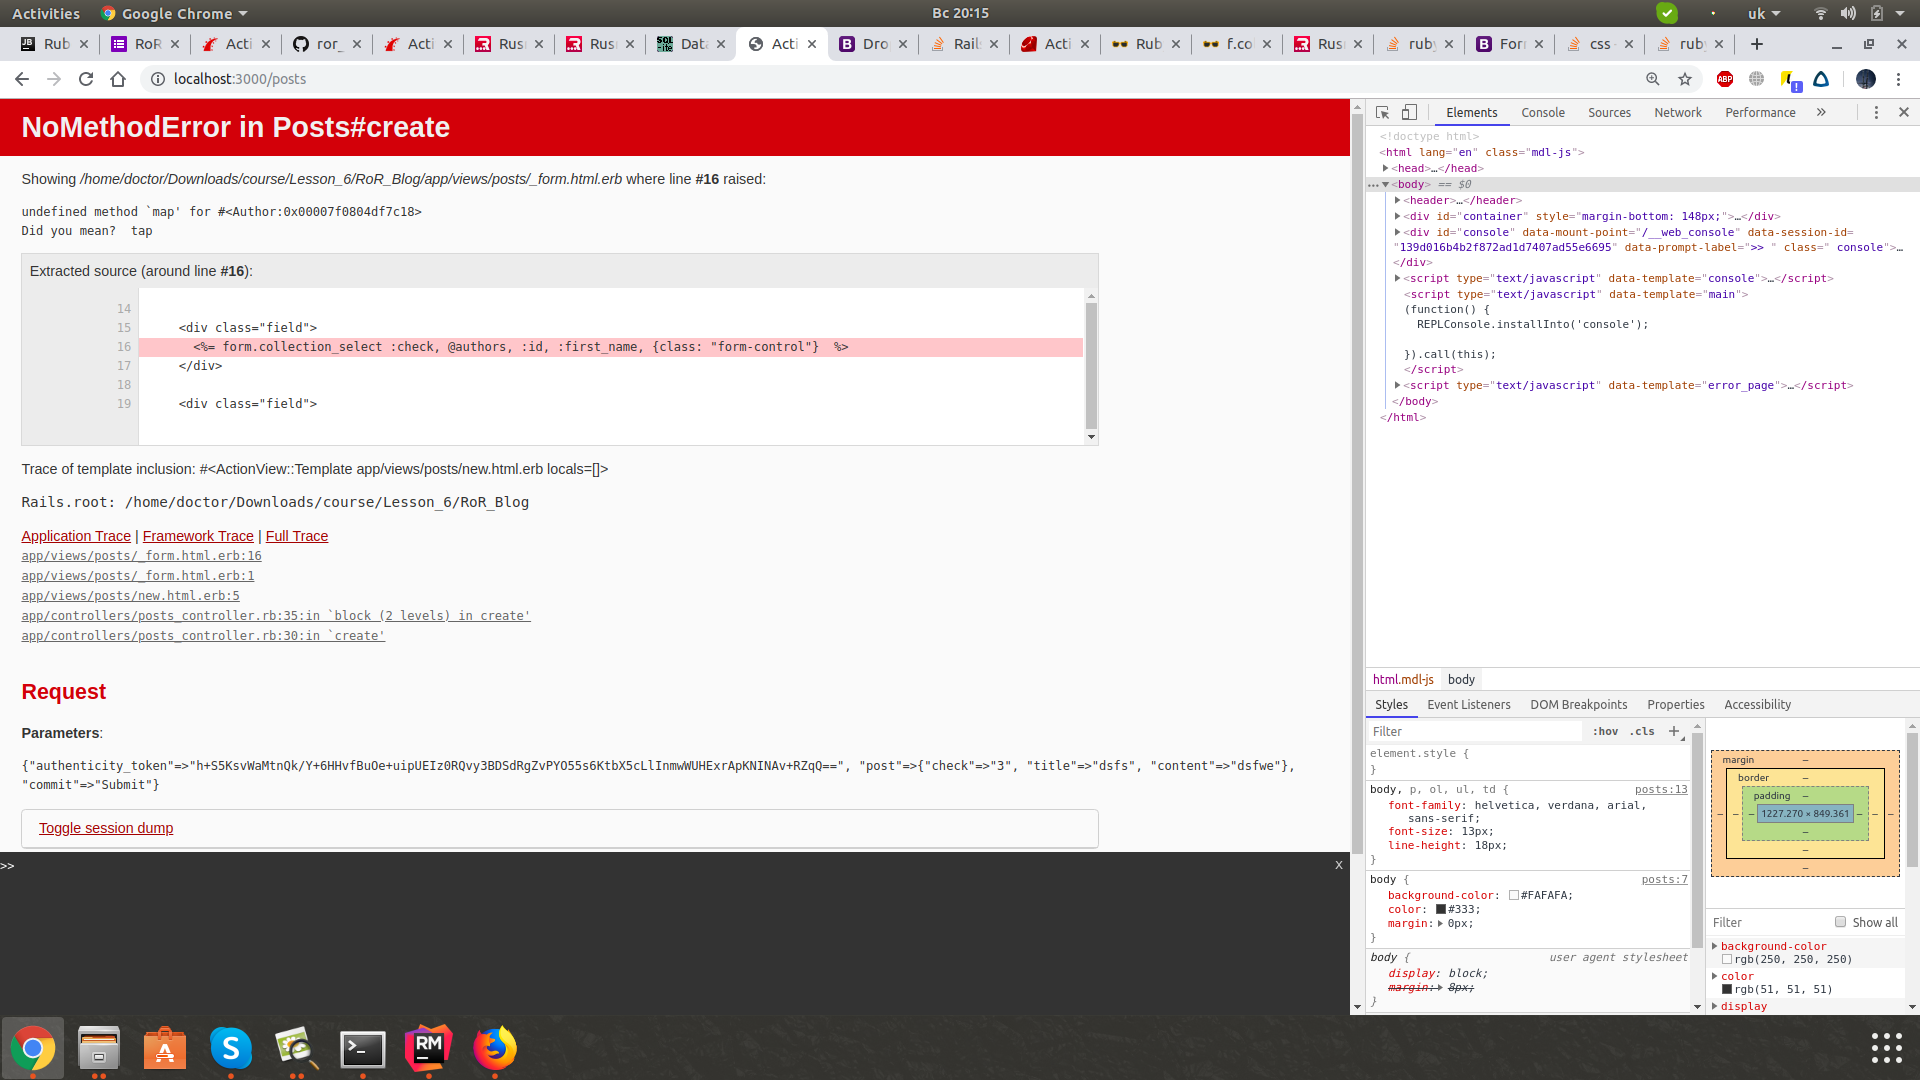 Activities Google Chrome Вс 20:15 uk
Rub RoR Acti ror_ Acti Rusr Rusr Data Acti Dro Rails Acti Rub f.co Rusr ruby For css ruby
localhost:3000/posts
NoMethodError in Posts#create
Showing /home/doctor/Downloads/course/Lesson_6/RoR_Blog/app/views/posts/_form.html.erb where line #16 raised:
undefined method `map' for #<Author:0x00007f0804df7c18>
Did you mean?  tap
Extracted source (around line #16):
14
15 <div class="field">
16 <%= form.collection_select :check, @authors, :id, :first_name, {class: "form-control"}  %>
17 </div>
18
19 <div class="field">
Trace of template inclusion: #<ActionView::Template app/views/posts/new.html.erb locals=[]>
Rails.root: /home/doctor/Downloads/course/Lesson_6/RoR_Blog
Application Trace | Framework Trace | Full Trace
app/views/posts/_form.html.erb:16
app/views/posts/_form.html.erb:1
app/views/posts/new.html.erb:5
app/controllers/posts_controller.rb:35:in `block (2 levels) in create'
app/controllers/posts_controller.rb:30:in `create'
Request
Parameters:
{"authenticity_token"=>"h+S5KsvWaMtnQk/Y+6HHvfBuOe+uipUEIz0RQvy3BDSdRgZvPYO55s6KtbX5cLlInmwWUHExrApKNINAv+RZqQ==", "post"=>{"check"=>"3", "title"=>"dsfs", "content"=>"dsfwe"},
"commit"=>"Submit"}
Toggle session dump
>> x
Elements Console Sources Network Performance »
<!doctype html>
<html lang="en" class="mdl-js">
<head>…</head>
<body> == $0
<header>…</header>
<div id="container" style="margin-bottom: 148px;">…</div>
<div id="console" data-mount-point="/__web_console" data-session-id=
"139d016b4b2f872ad1d7407ad55e6695" data-prompt-label=">> " class=" console">…
</div>
<script type="text/javascript" data-template="console">…</script>
<script type="text/javascript" data-template="main">
(function() {
REPLConsole.installInto('console');
}).call(this);
</script>
<script type="text/javascript" data-template="error_page">…</script>
</body>
</html>
html.mdl-js body
Styles Event Listeners DOM Breakpoints Properties Accessibility
Filter :hov .cls +
element.style {
}
body, p, ol, ul, td { posts:13
font-family: helvetica, verdana, arial,
sans-serif;
font-size: 13px;
line-height: 18px;
}
body { posts:7
background-color: #FAFAFA;
color: #333;
margin: 0px;
}
body { user agent stylesheet
display: block;
margin: 8px;
}
margin –
border –
padding –
– – – 1227.270 × 849.361 – – –
–
–
–
Filter Show all
background-color
rgb(250, 250, 250)
color
rgb(51, 51, 51)
display